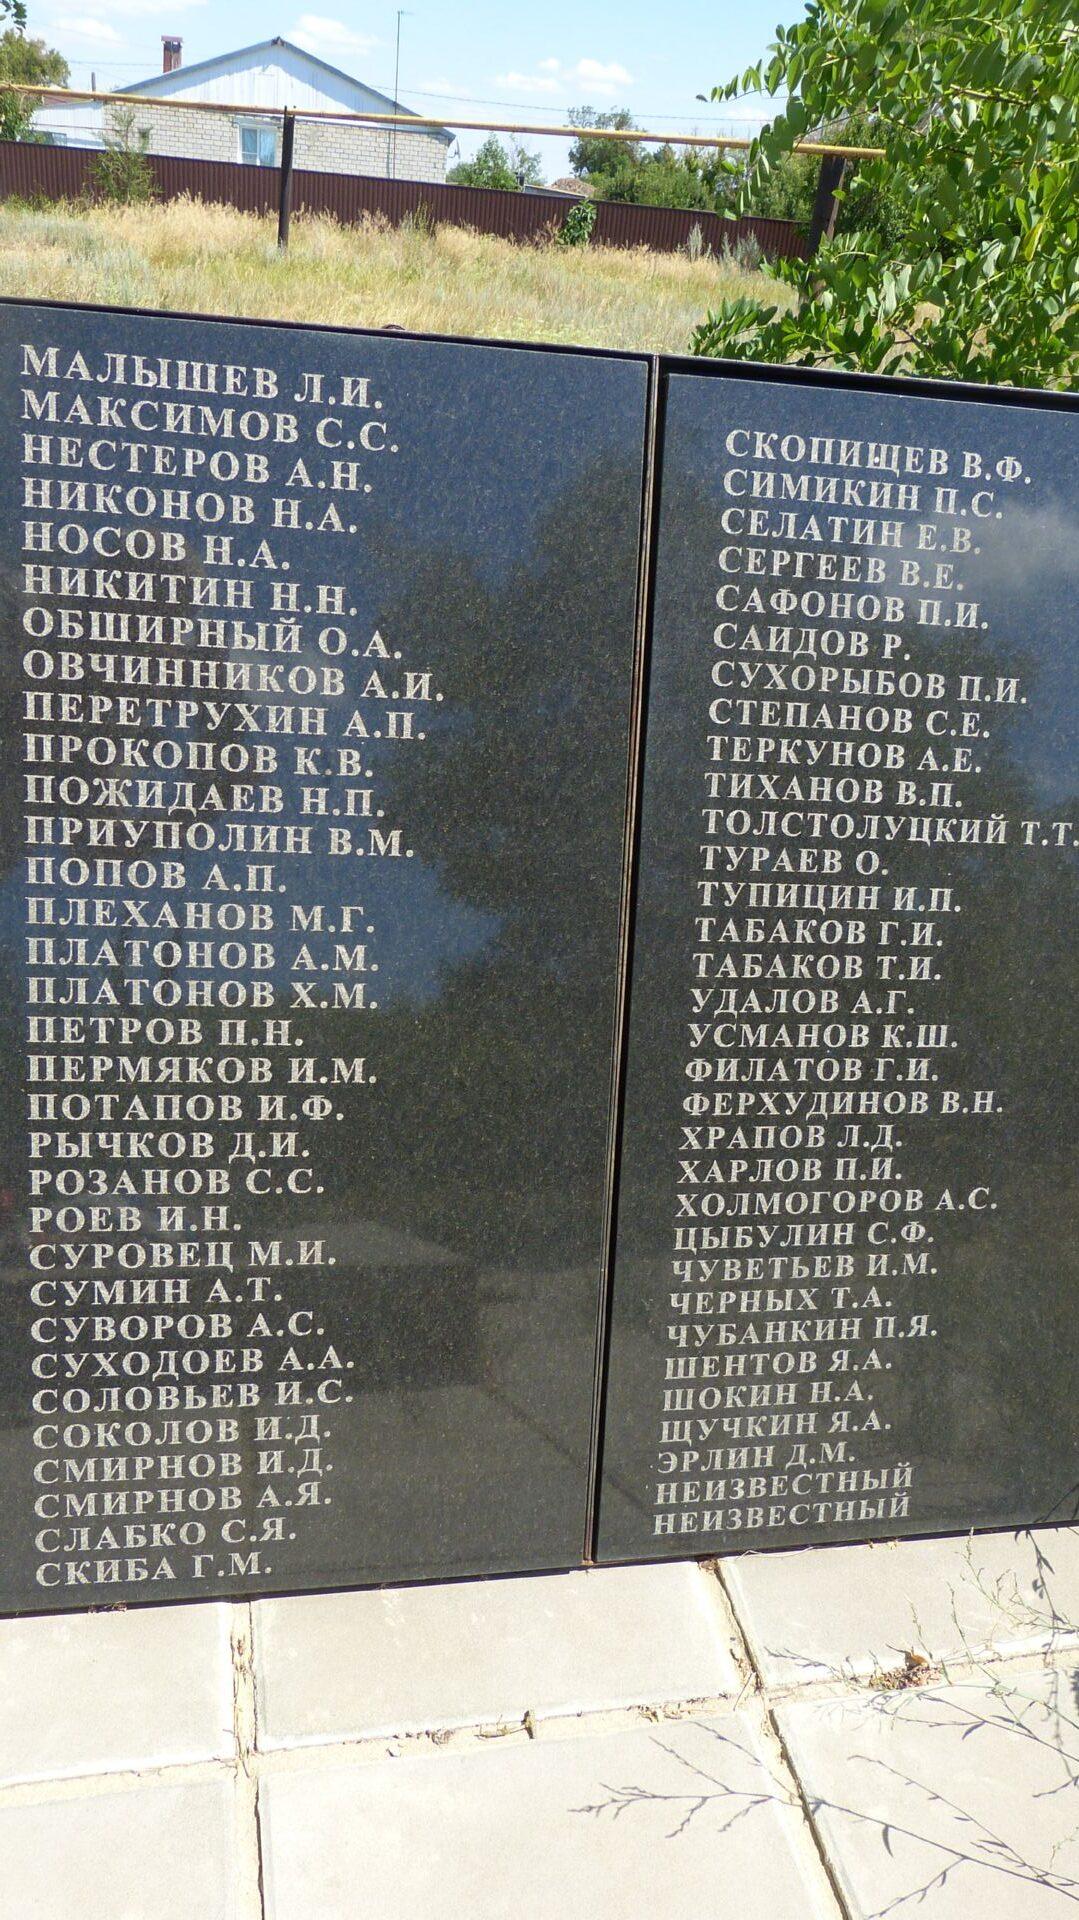 МАЛЫШЕВ Л.И.
МАКСИМОВ С.С.
НЕСТЕРОВ А.Н.
НИКОНОВ Н.А.
НОСОВ Н.А.
НИКИТИН Н.Н.
ОБШИРНЫЙ О.А.
ОВЧИННИКОВ А.И.
ПЕРЕТРУХИН А.П.
ПРОКОПОВ К.В.
ПОЖИДАЕВ Н.П.
ПРИУПОЛИН В.М.
ПОПОВ А.П.
ПЛЕХАНОВ М.Г.
ПЛАТОНОВ А.М.
ПЛАТОНОВ Х.М.
ПЕТРОВ П.Н.
ПЕРМЯКОВ И.М.
ПОТАПОВ И.Ф.
РЫЧКОВ Д.И.
РОЗАНОВ С.С.
РОЕВ И.Н.
СУРОВЕЦ М.И.
СУМИН А.Т.
СУВОРОВ А.С.
СУХОДОЕВ А.А.
СОЛОВЬЕВ И.С.
СОКОЛОВ И.Д.
СМИРНОВ И.Д.
СМИРНОВ А.Я.
СЛАБКО С.Я.
СКИБА Г.М.
СКОПИЩЕВ В.Ф.
СИМИКИН П.С.
СЕЛАТИН Е.В.
СЕРГЕЕВ В.Е.
САФОНОВ П.И.
САИДОВ Р.
СУХОРЫБОВ П.И.
СТЕПАНОВ С.Е.
ТЕРКУНОВ А.Е.
ТИХАНОВ В.П.
ТОЛСТОЛУЦКИЙ Т.Т.
ТУРАЕВ О.
ТУПИЦИН И.П.
ТАБАКОВ Г.И.
ТАБАКОВ Т.И.
УДАЛОВ А.Г.
УСМАНОВ К.Ш.
ФИЛАТОВ Г.И.
ФЕРХУДИНОВ В.Н.
ХРАПОВ Л.Д.
ХАРЛОВ П.И.
ХОЛМОГОРОВ А.С.
ЦЫБУЛИН С.Ф.
ЧУВЕТЬЕВ И.М.
ЧЕРНЫХ Т.А.
ЧУБАНКИН П.Я.
ШЕНТОВ Я.А.
ШОКИН Н.А.
ЩУЧКИН Я.А.
ЭРЛИН Д.М.
НЕИЗВЕСТНЫЙ
НЕИЗВЕСТНЫЙ